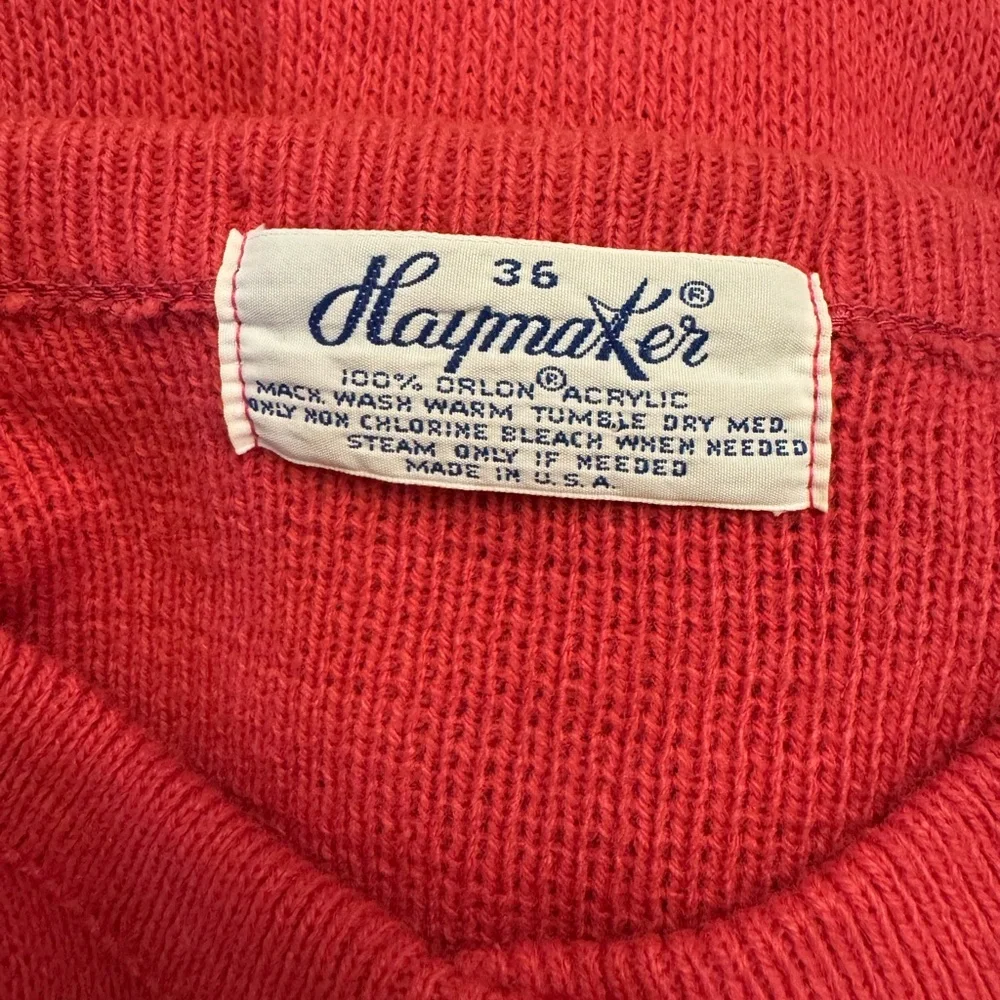 36
Haymaker®
100% ORLON® ACRYLIC
MACH. WASH WARM TUMBLE DRY MED.
ONLY NON CHLORINE BLEACH WHEN NEEDED
STEAM ONLY IF NEEDED
MADE IN U.S.A.